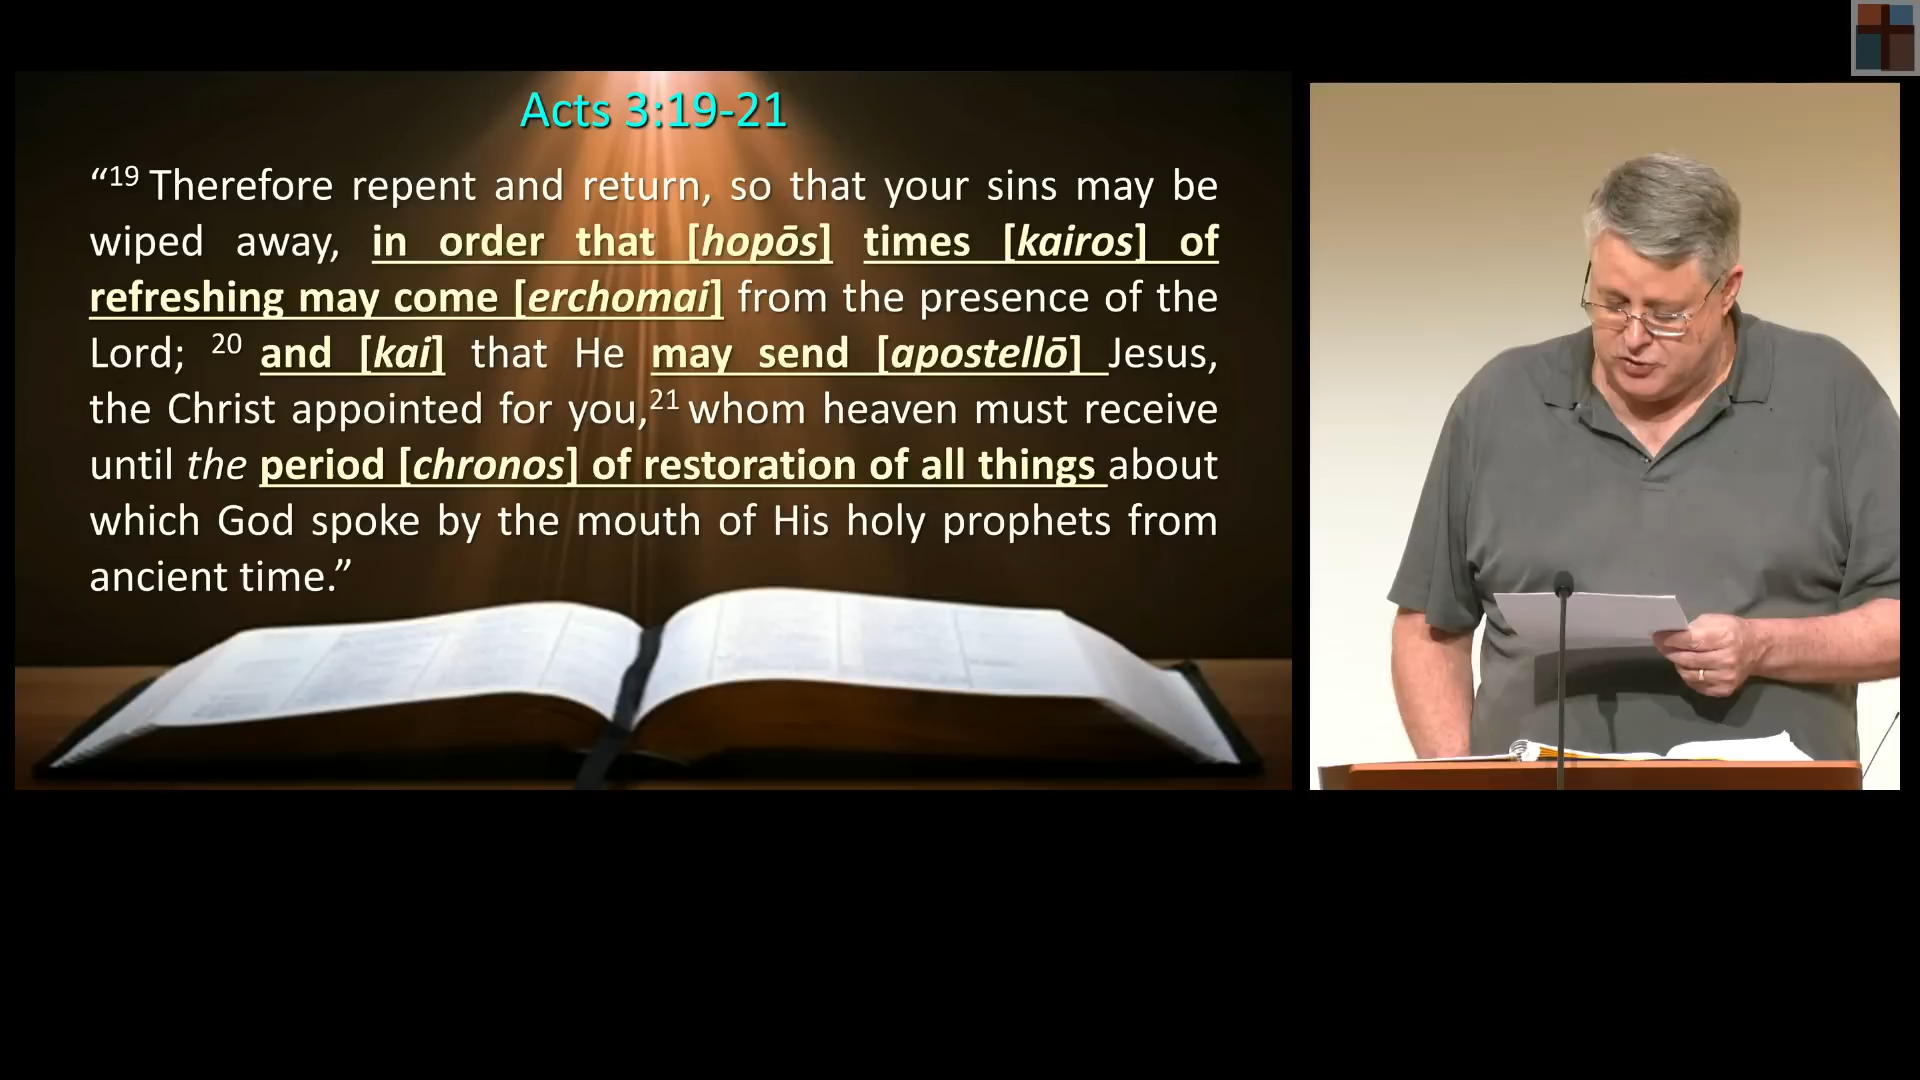 Acts 3:19-21
“19 Therefore repent and return, so that your sins may be
wiped away, in order that [hopōs] times [kairos] of
refreshing may come [erchomai] from the presence of the
Lord; 20 and [kai] that He may send [apostellō] Jesus,
the Christ appointed for you,21 whom heaven must receive
until the period [chronos] of restoration of all things about
which God spoke by the mouth of His holy prophets from
ancient time.”